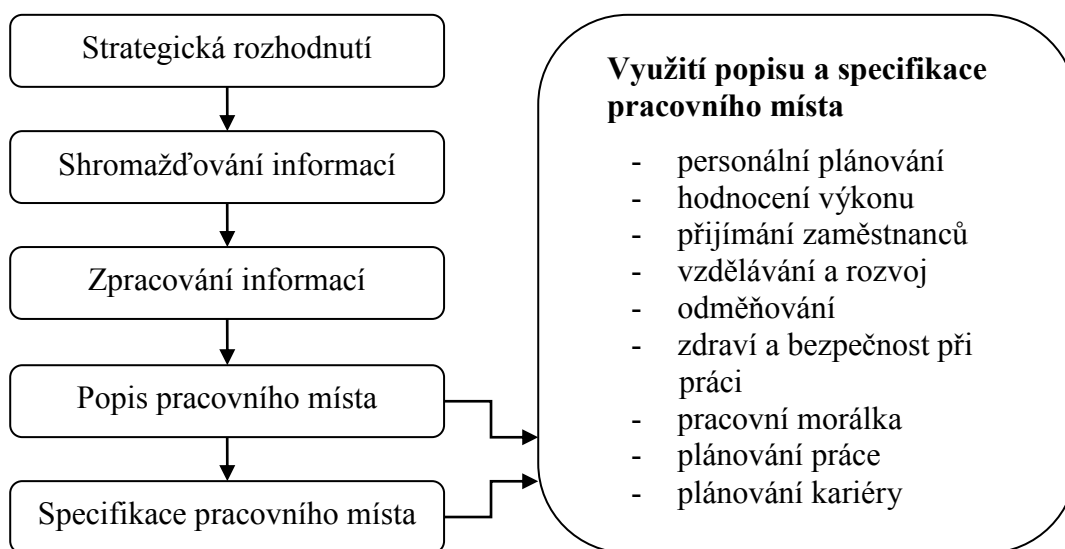 Strategická rozhodnutí
Shromažďování informací
Zpracování informací
Popis pracovního místa
Specifikace pracovního místa
Využití popisu a specifikace
pracovního místa
- personální plánování
- hodnocení výkonu
- přijímání zaměstnanců
- vzdělávání a rozvoj
- odměňování
- zdraví a bezpečnost při
práci
- pracovní morálka
- plánování práce
- plánování kariéry